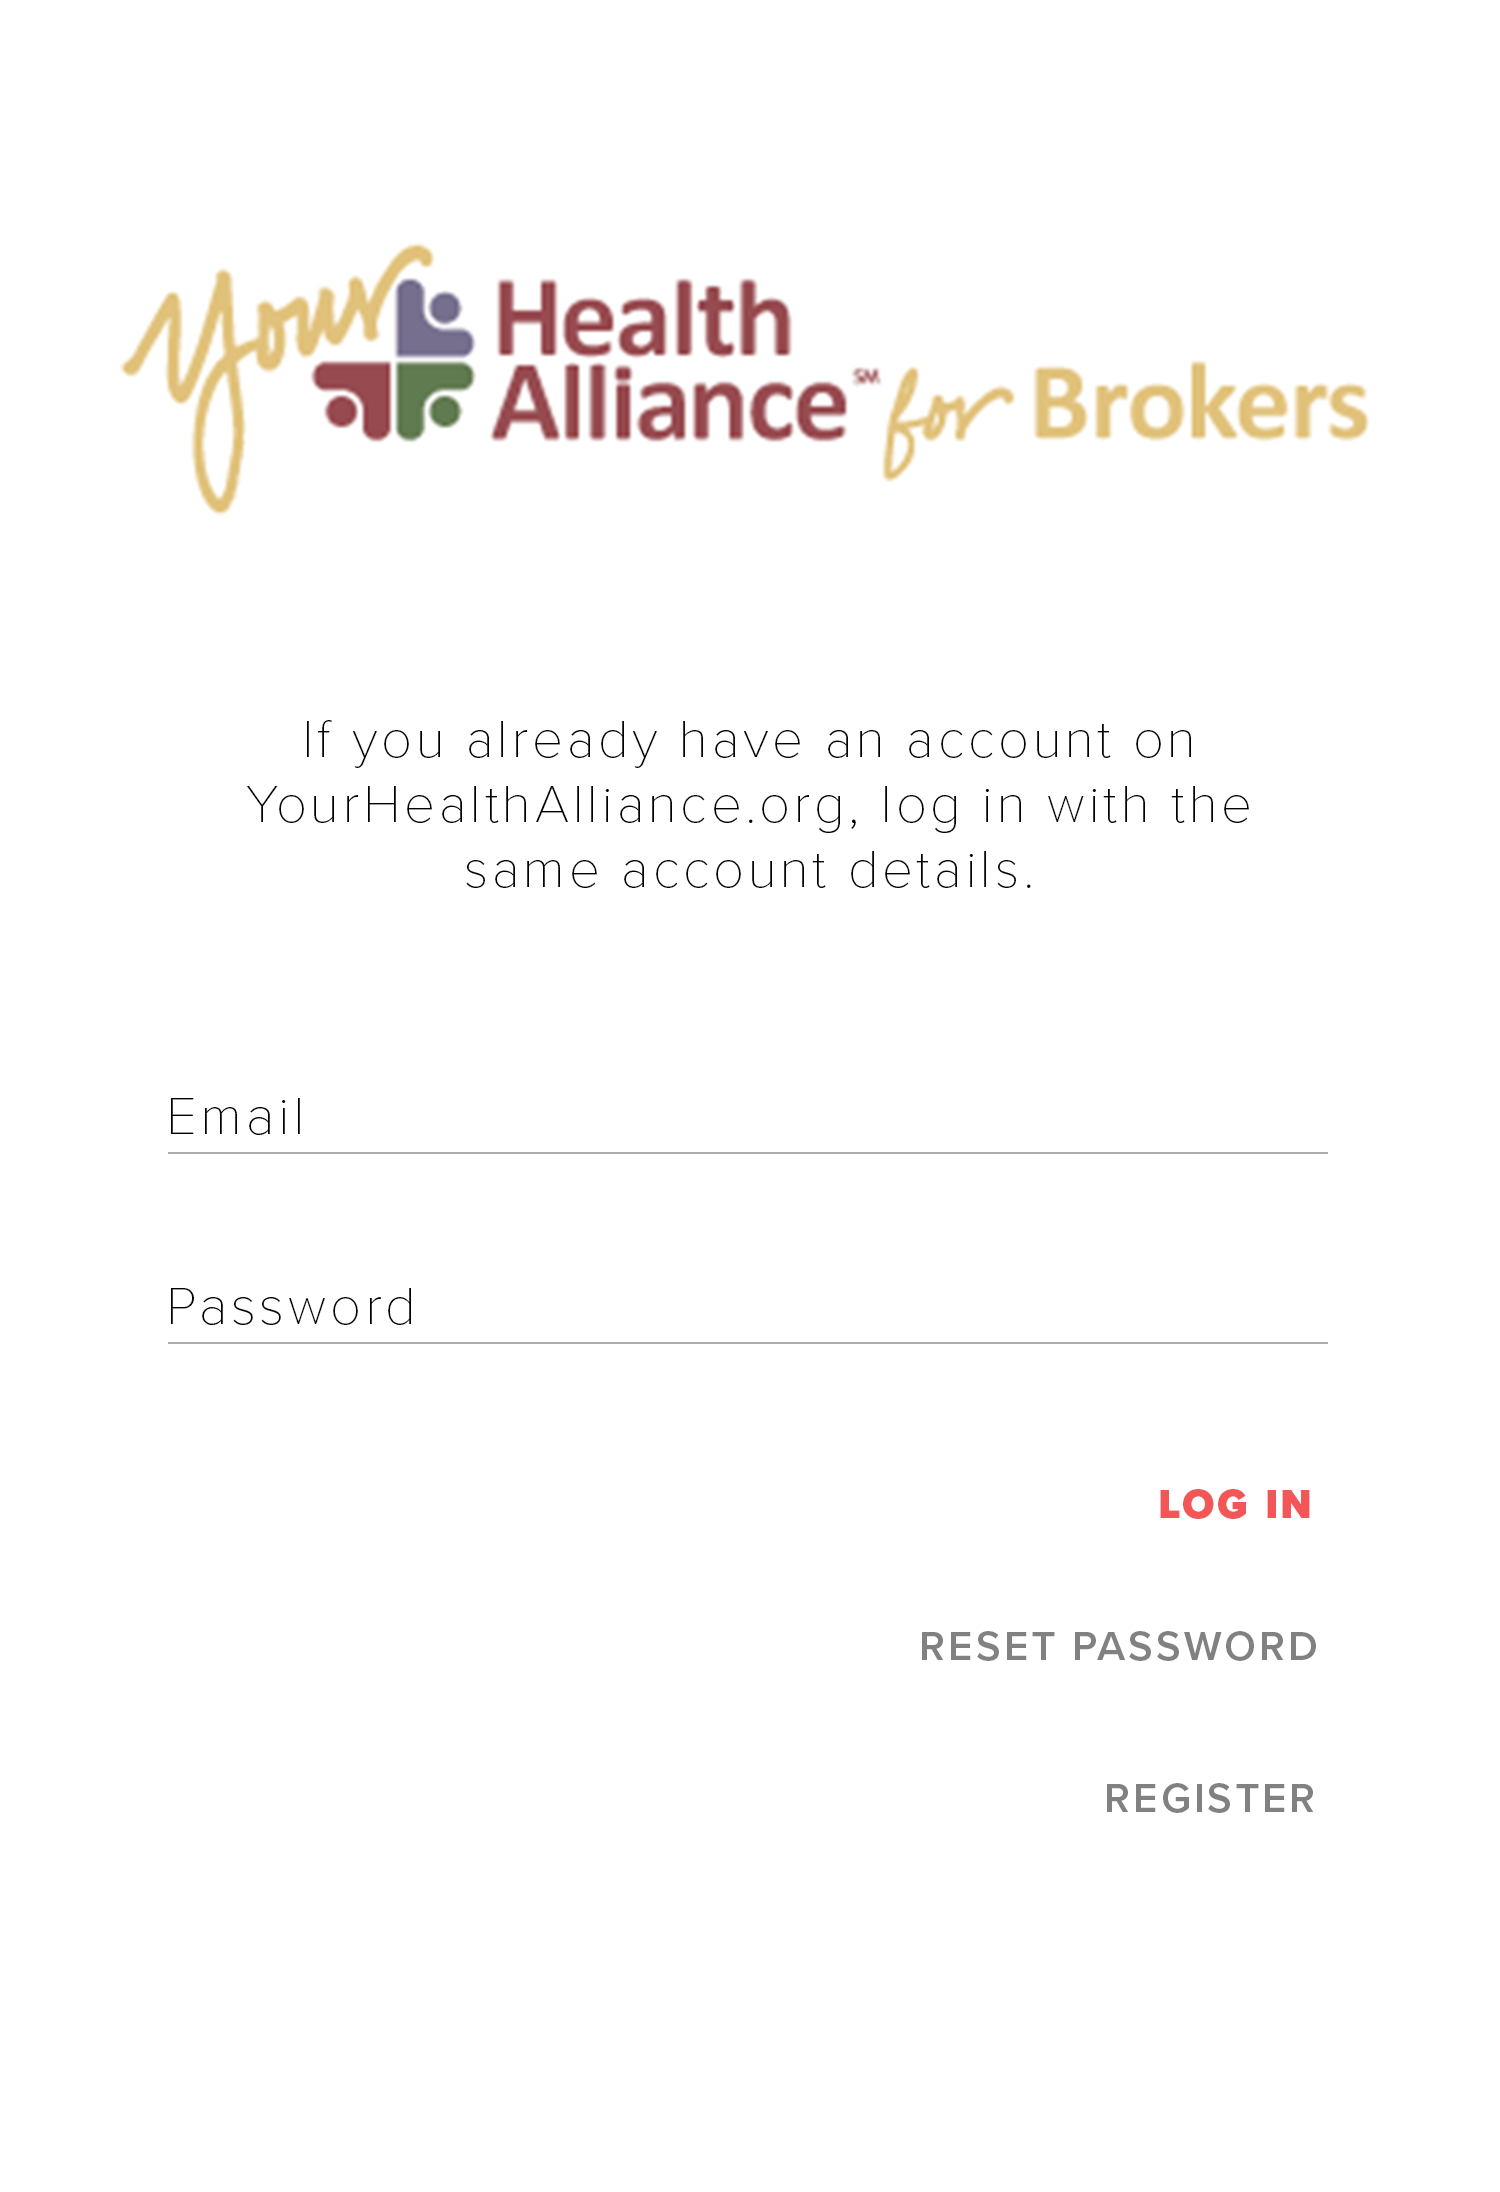 your Health
Alliance℠ for Brokers
If you already have an account on
YourHealthAlliance.org, log in with the
same account details.
Email
Password
LOG IN
RESET PASSWORD
REGISTER